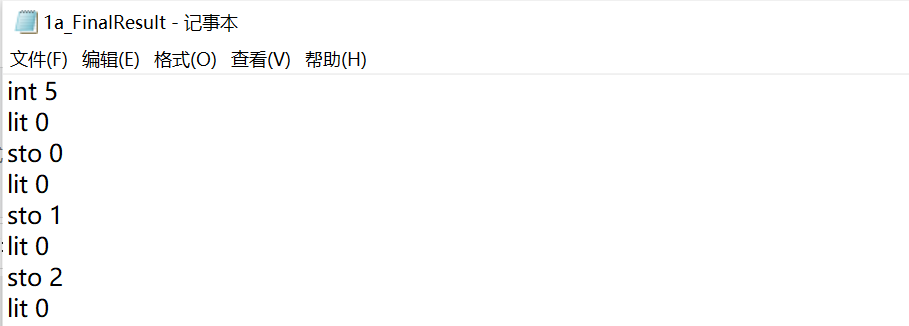 1a_FinalResult - 记事本
文件(F) 编辑(E) 格式(O) 查看(V) 帮助(H)
int 5
lit 0
sto 0
lit 0
sto 1
lit 0
sto 2
lit 0